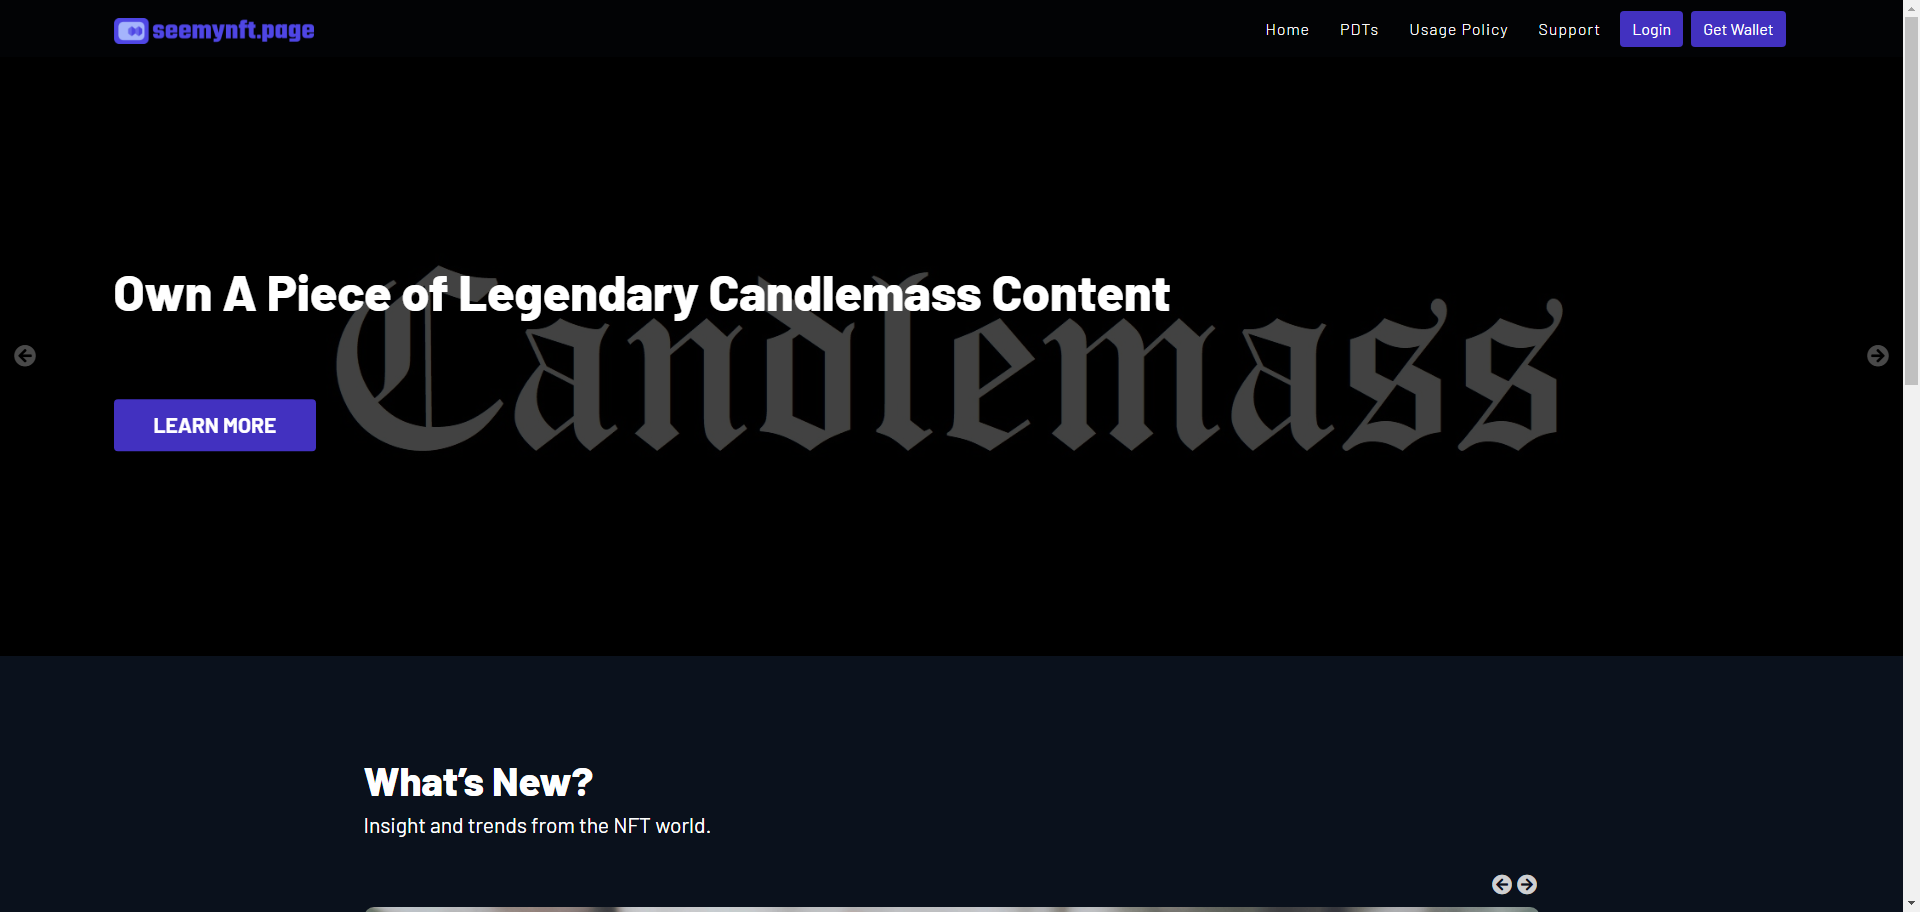 seemynft.page
Home
PDTs
Usage Policy
Support
Login
Get Wallet
Own A Piece of Legendary Candlemass Content
Candlemass
LEARN MORE
What's New?
Insight and trends from the NFT world.